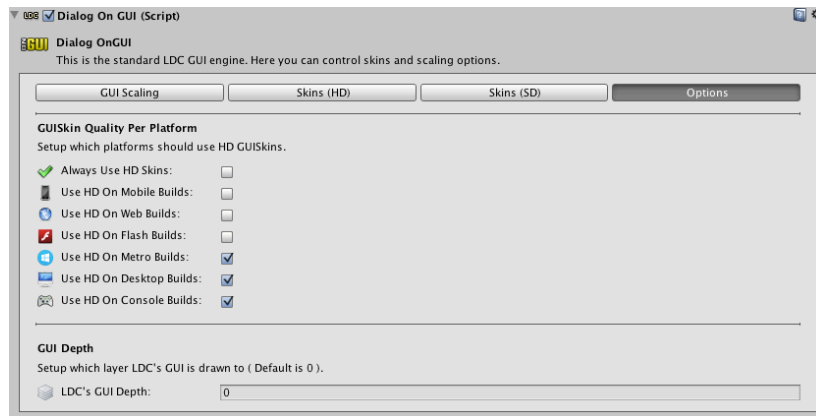 LDC Dialog On GUI (Script)
GUI Dialog OnGUI
This is the standard LDC GUI engine. Here you can control skins and scaling options.
GUI Scaling Skins (HD) Skins (SD) Options
GUISkin Quality Per Platform
Setup which platforms should use HD GUISkins.
Always Use HD Skins:
Use HD On Mobile Builds:
Use HD On Web Builds:
Use HD On Flash Builds:
Use HD On Metro Builds:
Use HD On Desktop Builds:
Use HD On Console Builds:
GUI Depth
Setup which layer LDC's GUI is drawn to ( Default is 0 ).
LDC's GUI Depth: 0